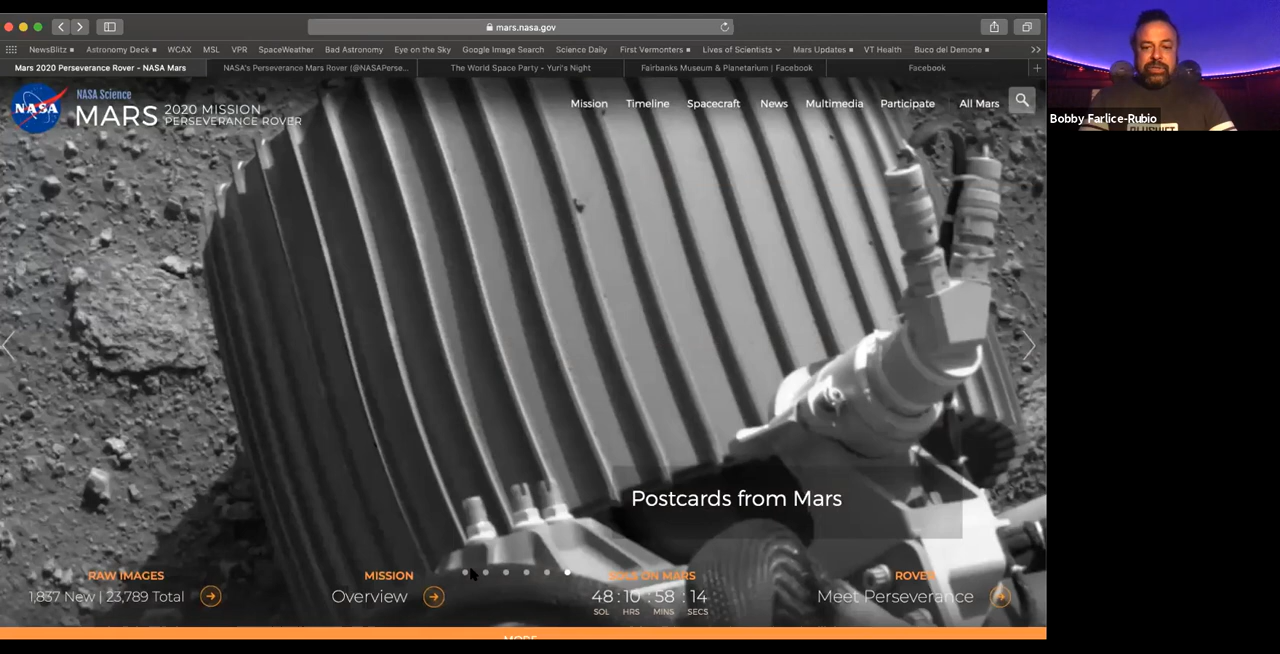 mars.nasa.gov
NewsBlitz
Astronomy Deck
WCAX
MSL
VPR
SpaceWeather
Bad Astronomy
Eye on the Sky
Google Image Search
Science Daily
First Vermonters
Lives of Scientists
Mars Updates
VT Health
Buco del Demone
Mars 2020 Perseverance Rover - NASA Mars
NASA's Perseverance Mars Rover (@NASAPerse...
The World Space Party - Yuri's Night
Fairbanks Museum & Planetarium | Facebook
Facebook
NASA
NASA Science
MARS
2020 MISSION
PERSEVERANCE ROVER
Mission
Timeline
Spacecraft
News
Multimedia
Participate
All Mars
Bobby Farlice-Rubio
Postcards from Mars
RAW IMAGES
1,837 New | 23,789 Total
MISSION
Overview
SOLS ON MARS
48 : 10 : 58 : 14
SOL HRS MINS SECS
ROVER
Meet Perseverance
MORE